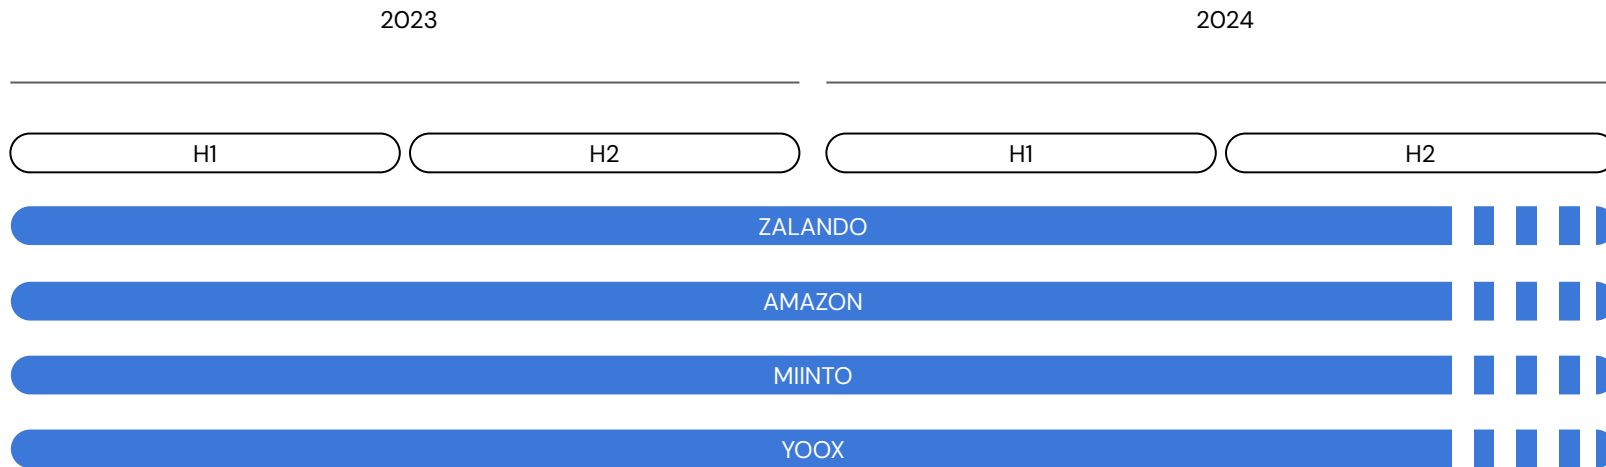 2023 2024
H1 H2 H1 H2
ZALANDO
AMAZON
MIINTO
YOOX